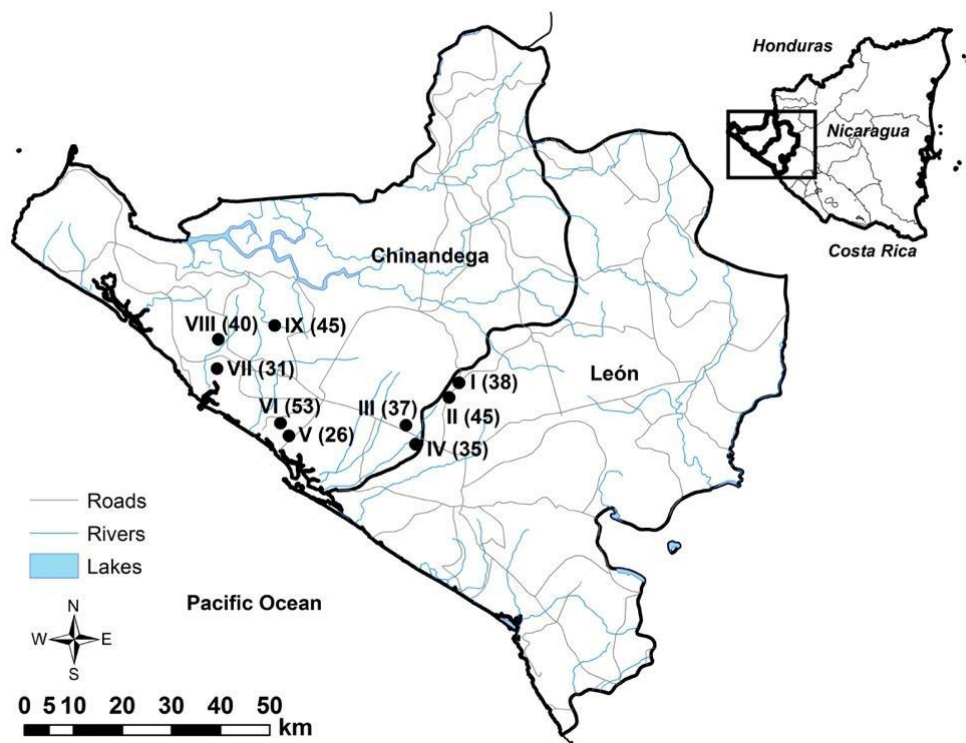 Honduras
Nicaragua
Costa Rica
Chinandega
León
VIII (40)
IX (45)
VII (31)
I (38)
VI (53)
III (37)
II (45)
V (26)
IV (35)
Roads
Rivers
Lakes
Pacific Ocean
N
W
E
S
0 5 10 20 30 40 50
km